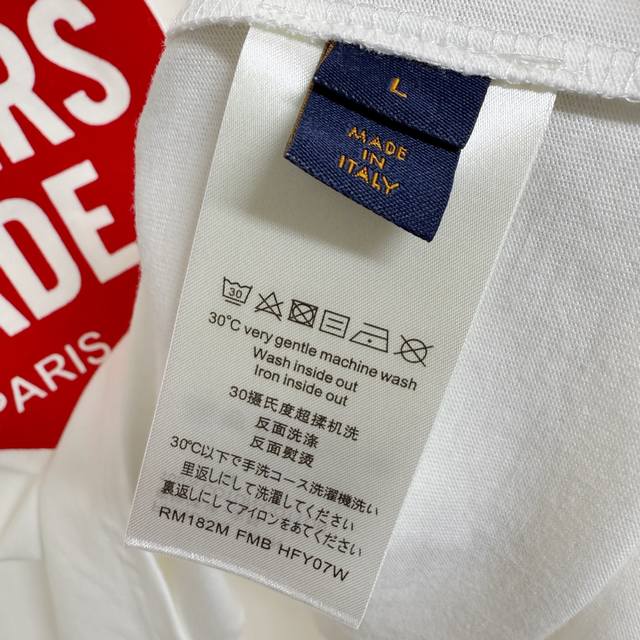 RS
DE
PARIS
L
MADE
IN
ITALY
30
30°C very gentle machine wash
Wash inside out
Iron inside out
30攝氏度超揉机洗
反面洗涤
反面熨烫
30℃以下で手洗コース洗濯機洗い
里返しにして洗濯してください
裏返しにしてアイロンをあてください
RM182M FMB HFY07W